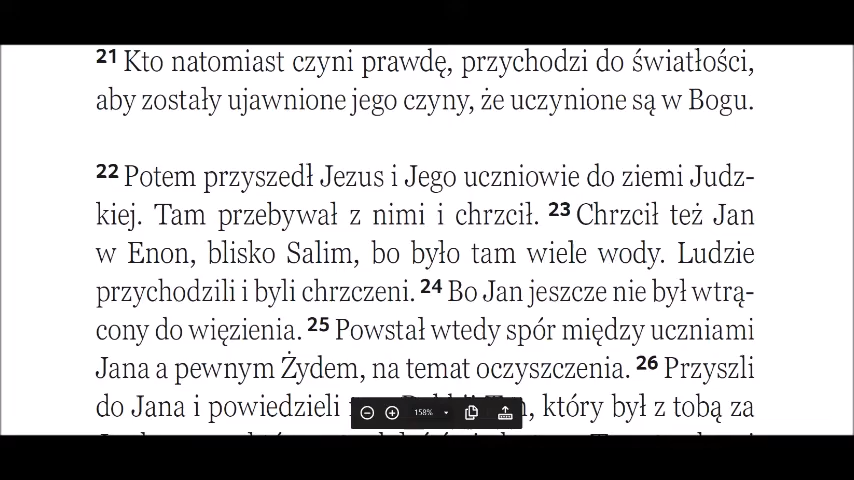 21 Kto natomiast czyni prawdę, przychodzi do światłości,
aby zostały ujawnione jego czyny, że uczynione są w Bogu.
22 Potem przyszedł Jezus i Jego uczniowie do ziemi Judz-
kiej. Tam przebywał z nimi i chrzcił. 23 Chrzcił też Jan
w Enon, blisko Salim, bo było tam wiele wody. Ludzie
przychodzili i byli chrzczeni. 24 Bo Jan jeszcze nie był wtrą-
cony do więzienia. 25 Powstał wtedy spór między uczniami
Jana a pewnym Żydem, na temat oczyszczenia. 26 Przyszli
do Jana i powiedzieli który był z tobą za
158%